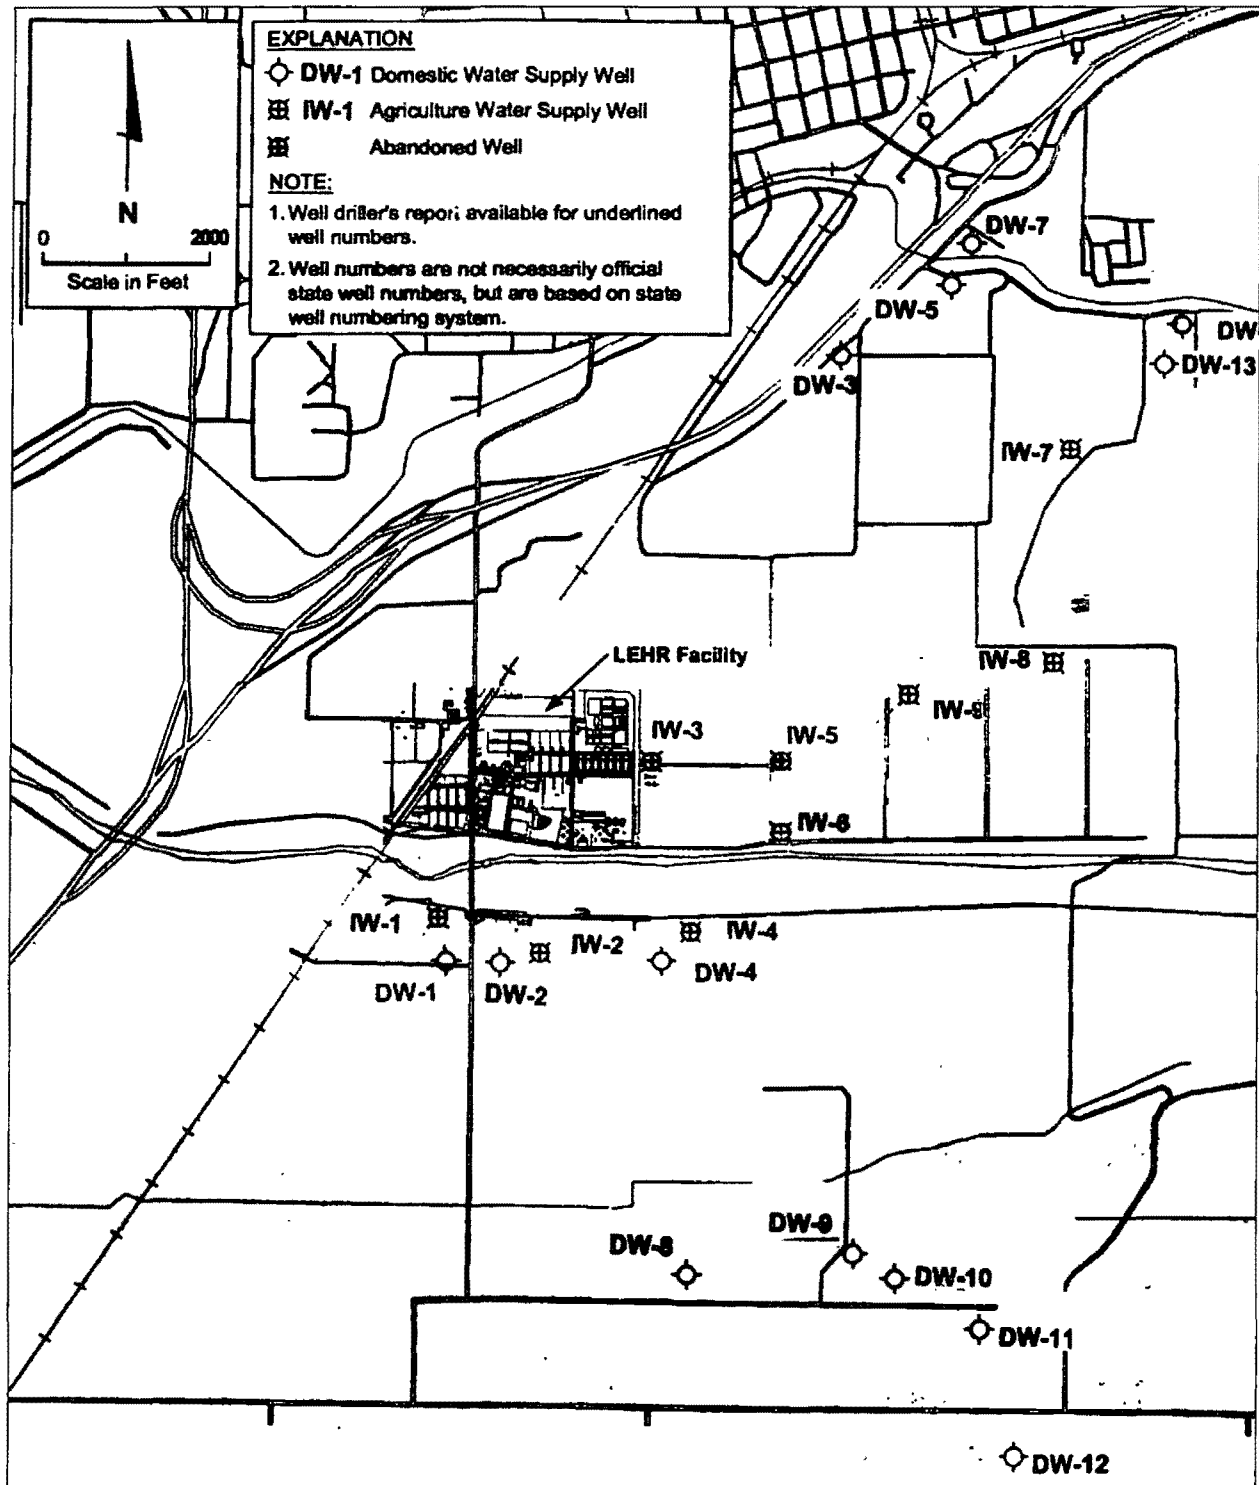 EXPLANATION
DW-1 Domestic Water Supply Well
IW-1 Agriculture Water Supply Well
Abandoned Well
NOTE:
1. Well driller's report available for underlined
well numbers.
2. Well numbers are not necessarily official
state well numbers, but are based on state
well numbering system.
N
0 2000
Scale in Feet
DW-7
DW-5
DW-
DW-13
DW-3
IW-7
LEHR Facility
IW-8
IW-9
IW-3
IW-5
IW-6
IW-1
IW-2
IW-4
DW-1
DW-2
DW-4
DW-9
DW-8
DW-10
DW-11
DW-12